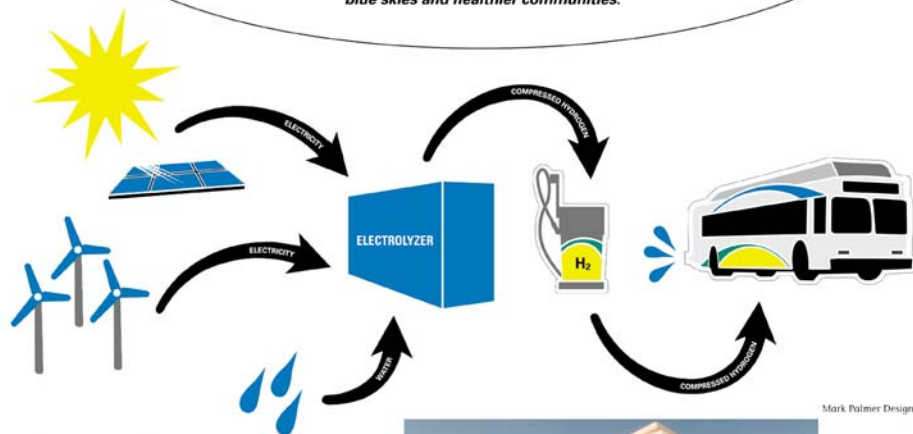 blue skies and healthier communities.
ELECTRICITY
COMPRESSED HYDROGEN
ELECTROLYZER
H₂
ELECTRICITY
WATER
COMPRESSED HYDROGEN
Mark Palmer Design